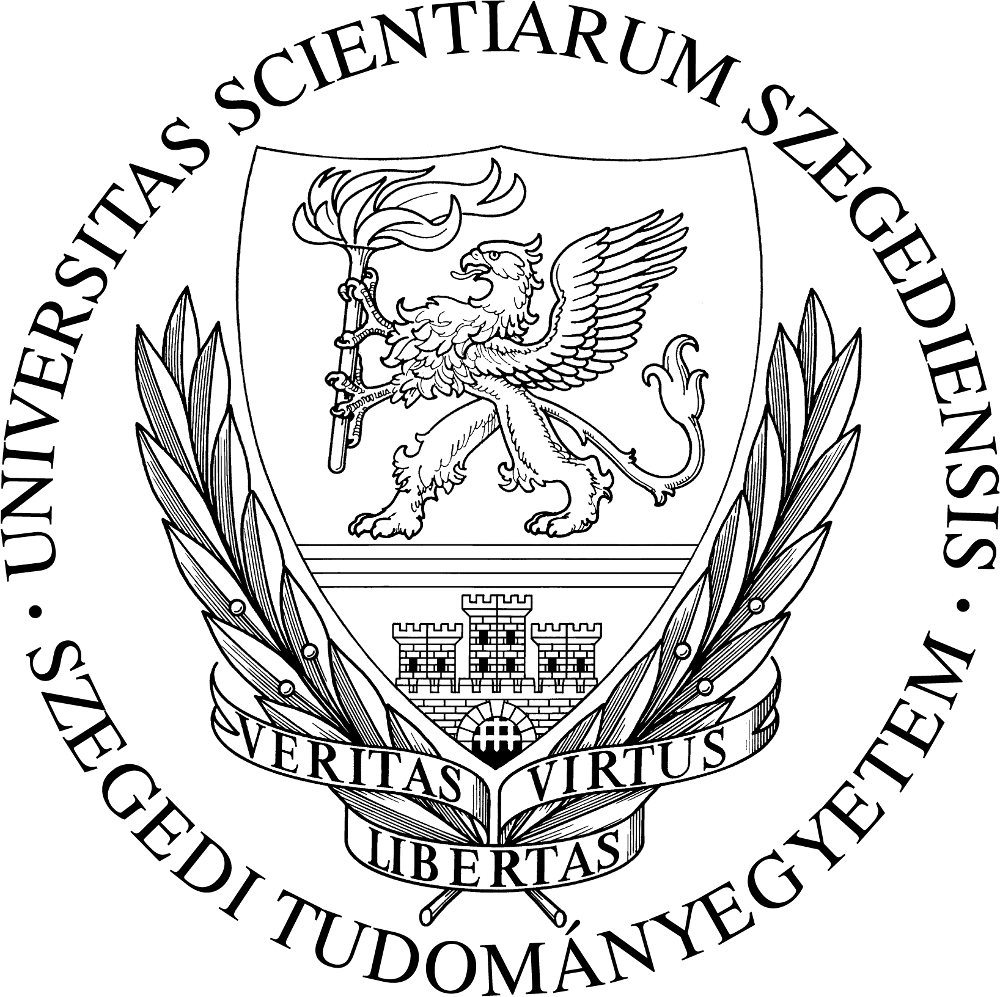 UNIVERSITAS SCIENTIARUM SZEGEDIENSIS
VERITAS VIRTUS
LIBERTAS
· SZEGEDI TUDOMÁNYEGYETEM ·